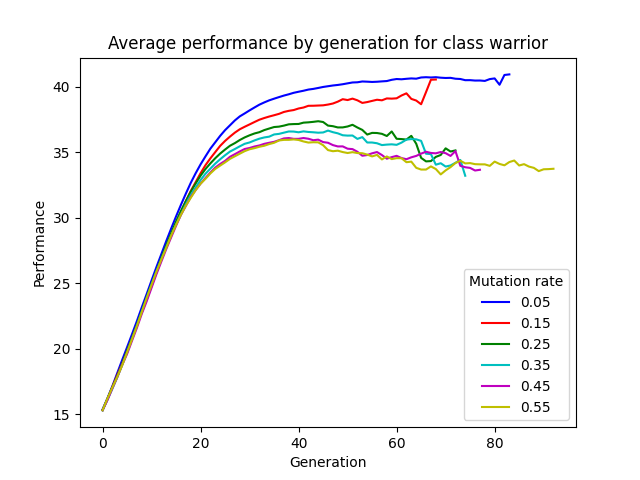 Average performance by generation for class warrior
Performance
40
35
30
25
20
15
0 20 40 60 80
Generation
Mutation rate
0.05
0.15
0.25
0.35
0.45
0.55